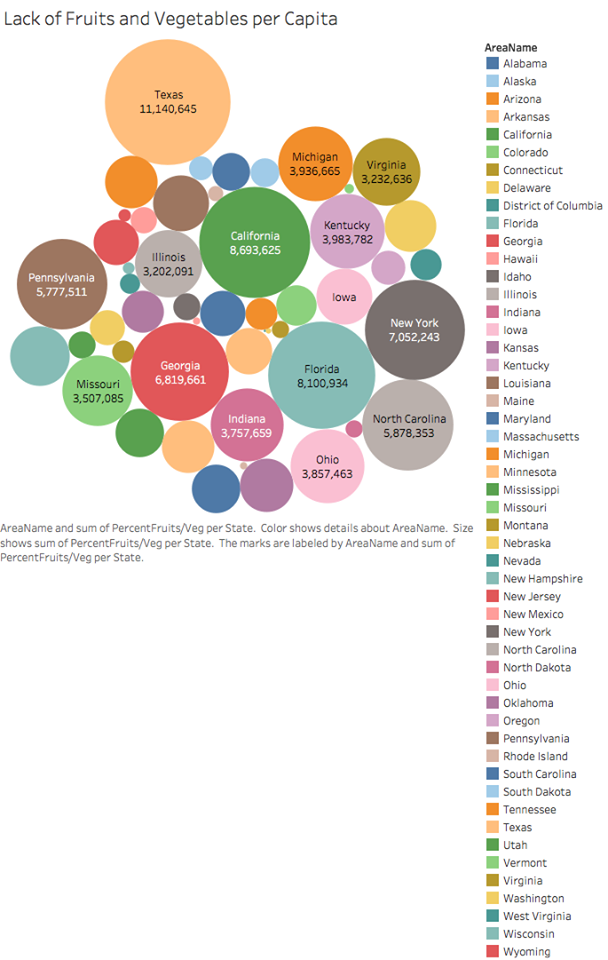 Lack of Fruits and Vegetables per Capita
Texas
11,140,645
Michigan
3,936,665
Virginia
3,232,636
California
8,693,625
Kentucky
3,983,782
Illinois
3,202,091
Pennsylvania
5,777,511
Iowa
New York
7,052,243
Georgia
6,819,661
Florida
8,100,934
Missouri
3,507,085
Indiana
3,757,659
North Carolina
5,878,353
Ohio
3,857,463
AreaName and sum of PercentFruits/Veg per State.  Color shows details about AreaName.  Size
shows sum of PercentFruits/Veg per State.  The marks are labeled by AreaName and sum of
PercentFruits/Veg per State.
AreaName
Alabama
Alaska
Arizona
Arkansas
California
Colorado
Connecticut
Delaware
District of Columbia
Florida
Georgia
Hawaii
Idaho
Illinois
Indiana
Iowa
Kansas
Kentucky
Louisiana
Maine
Maryland
Massachusetts
Michigan
Minnesota
Mississippi
Missouri
Montana
Nebraska
Nevada
New Hampshire
New Jersey
New Mexico
New York
North Carolina
North Dakota
Ohio
Oklahoma
Oregon
Pennsylvania
Rhode Island
South Carolina
South Dakota
Tennessee
Texas
Utah
Vermont
Virginia
Washington
West Virginia
Wisconsin
Wyoming